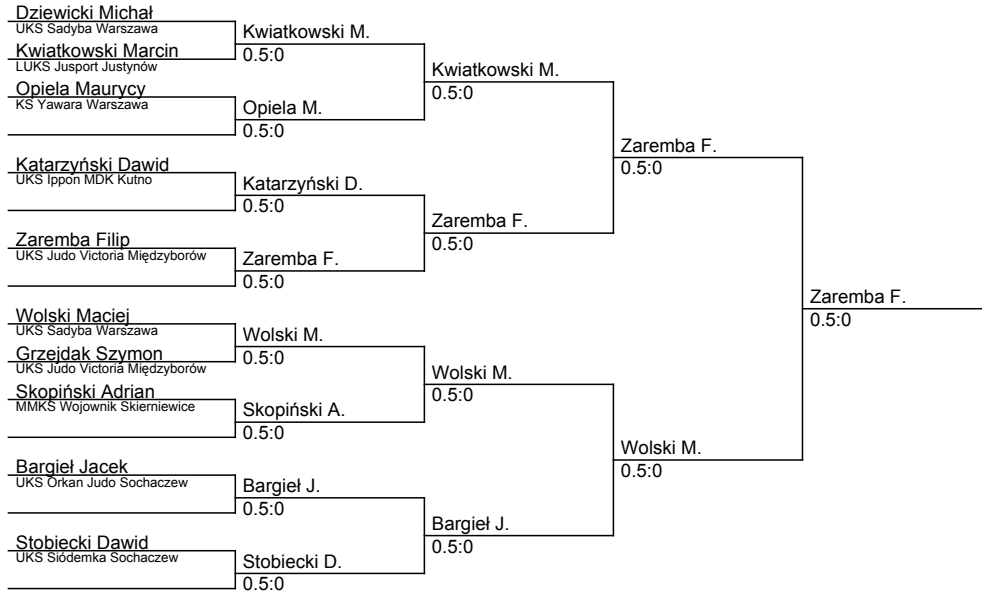 Dziewicki Michał
UKS Sadyba Warszawa
Kwiatkowski M.
0.5:0
Kwiatkowski Marcin
LUKS Jusport Justynów
Kwiatkowski M.
0.5:0
Opiela Maurycy
KS Yawara Warszawa
Opiela M.
0.5:0
Zaremba F.
0.5:0
Katarzyński Dawid
UKS Ippon MDK Kutno
Katarzyński D.
0.5:0
Zaremba F.
0.5:0
Zaremba Filip
UKS Judo Victoria Międzyborów
Zaremba F.
0.5:0
Zaremba F.
0.5:0
Wolski Maciej
UKS Sadyba Warszawa
Wolski M.
0.5:0
Grzejdak Szymon
UKS Judo Victoria Międzyborów
Wolski M.
0.5:0
Skopiński Adrian
MMKS Wojownik Skierniewice
Skopiński A.
0.5:0
Wolski M.
0.5:0
Bargieł Jacek
UKS Orkan Judo Sochaczew
Bargieł J.
0.5:0
Bargieł J.
0.5:0
Stobiecki Dawid
UKS Siódemka Sochaczew
Stobiecki D.
0.5:0